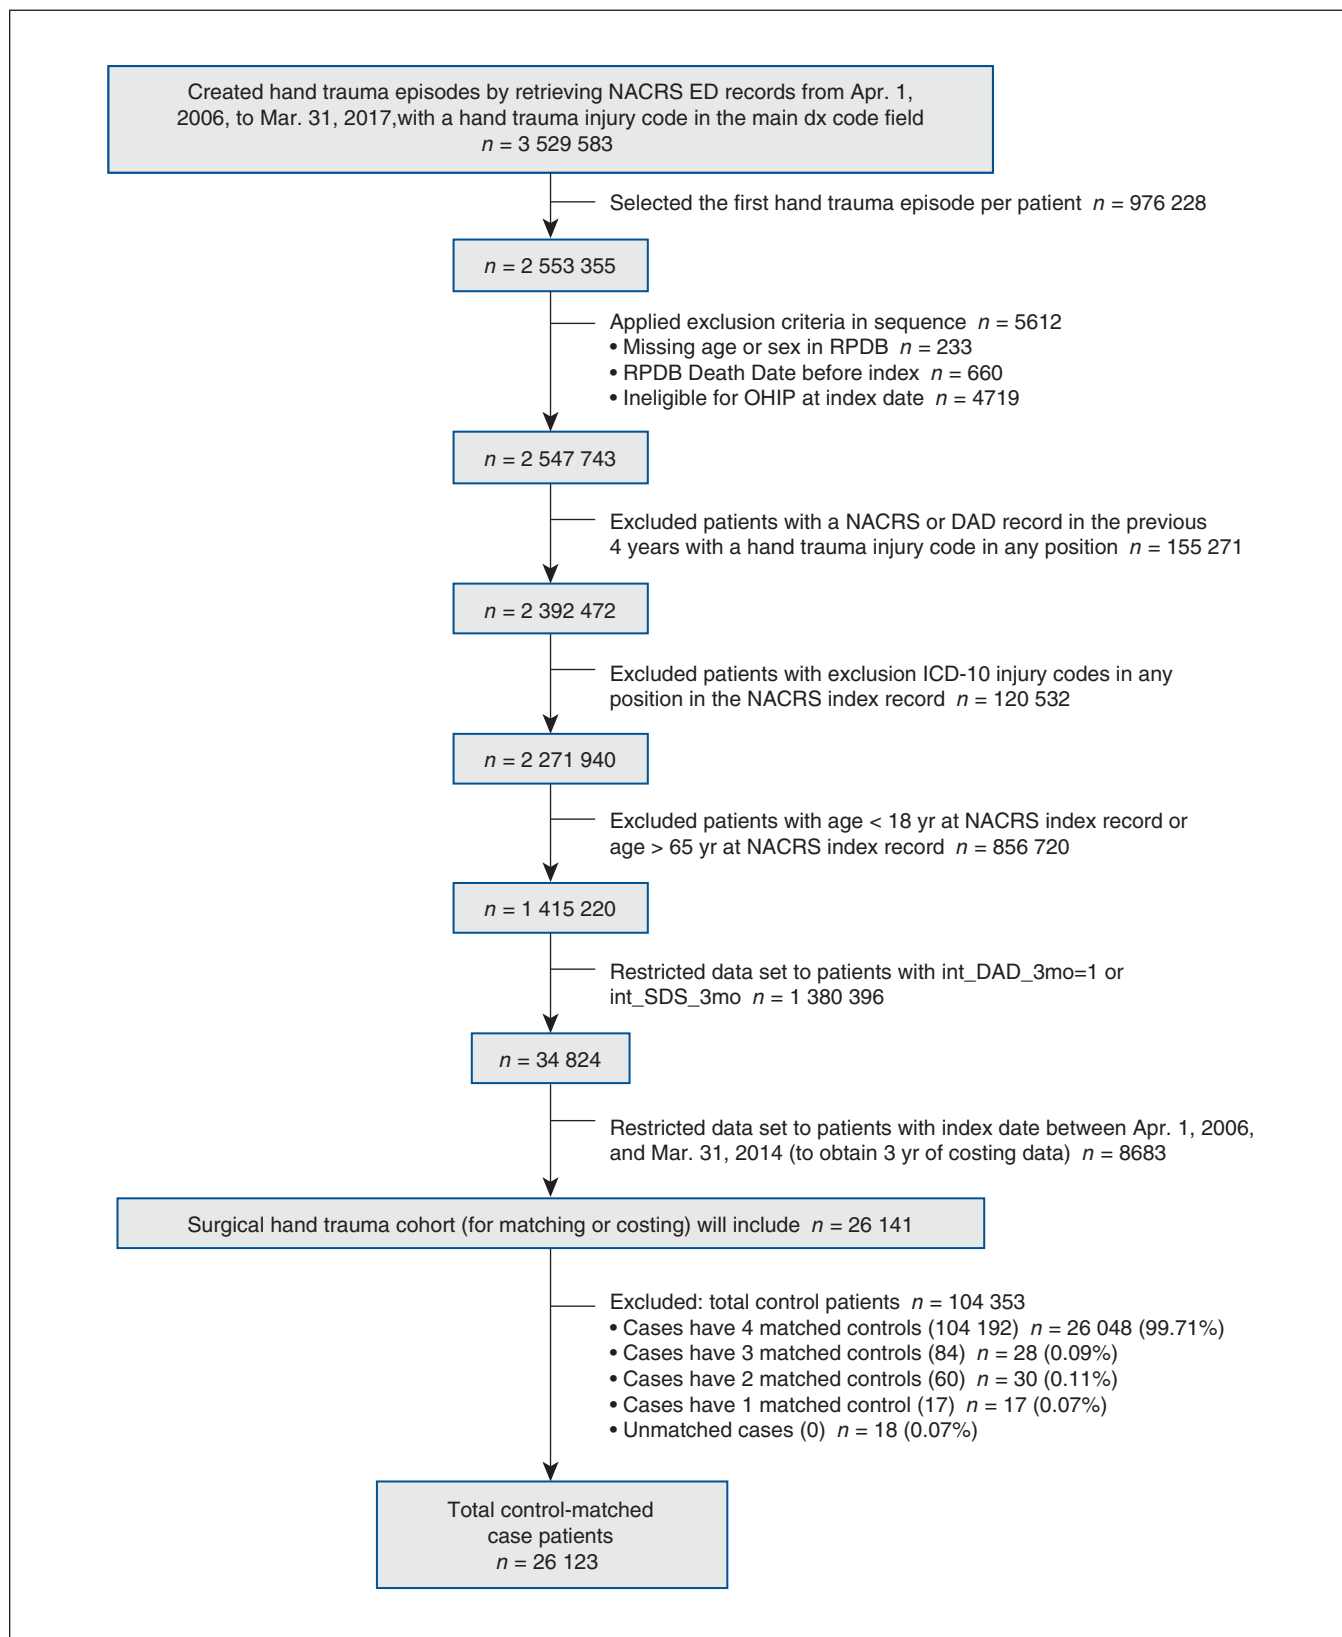 Created hand trauma episodes by retrieving NACRS ED records from Apr. 1,
2006, to Mar. 31, 2017,with a hand trauma injury code in the main dx code field
n = 3 529 583
Selected the first hand trauma episode per patient n = 976 228
n = 2 553 355
Applied exclusion criteria in sequence n = 5612
• Missing age or sex in RPDB n = 233
• RPDB Death Date before index n = 660
• Ineligible for OHIP at index date n = 4719
n = 2 547 743
Excluded patients with a NACRS or DAD record in the previous
4 years with a hand trauma injury code in any position n = 155 271
n = 2 392 472
Excluded patients with exclusion ICD-10 injury codes in any
position in the NACRS index record n = 120 532
n = 2 271 940
Excluded patients with age < 18 yr at NACRS index record or
age > 65 yr at NACRS index record n = 856 720
n = 1 415 220
Restricted data set to patients with int_DAD_3mo=1 or
int_SDS_3mo n = 1 380 396
n = 34 824
Restricted data set to patients with index date between Apr. 1, 2006,
and Mar. 31, 2014 (to obtain 3 yr of costing data) n = 8683
Surgical hand trauma cohort (for matching or costing) will include n = 26 141
Excluded: total control patients n = 104 353
• Cases have 4 matched controls (104 192) n = 26 048 (99.71%)
• Cases have 3 matched controls (84) n = 28 (0.09%)
• Cases have 2 matched controls (60) n = 30 (0.11%)
• Cases have 1 matched control (17) n = 17 (0.07%)
• Unmatched cases (0) n = 18 (0.07%)
Total control-matched
case patients
n = 26 123